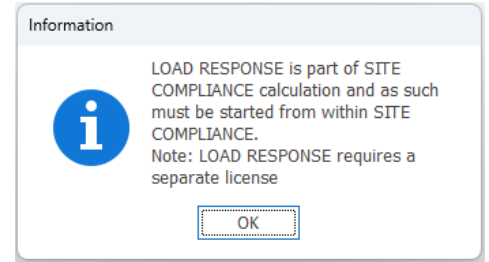 Information
LOAD RESPONSE is part of SITE
COMPLIANCE calculation and as such
must be started from within SITE
COMPLIANCE.
Note: LOAD RESPONSE requires a
separate license
OK